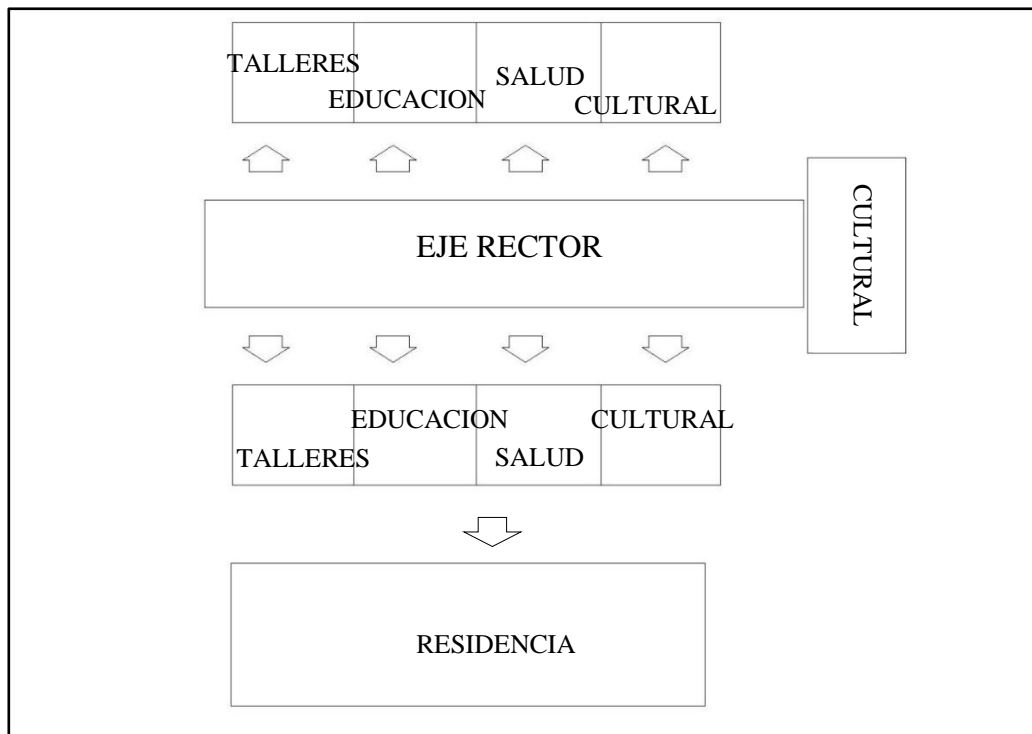 TALLERES
EDUCACION
SALUD
CULTURAL
EJE RECTOR
CULTURAL
TALLERES
EDUCACION
SALUD
CULTURAL
RESIDENCIA